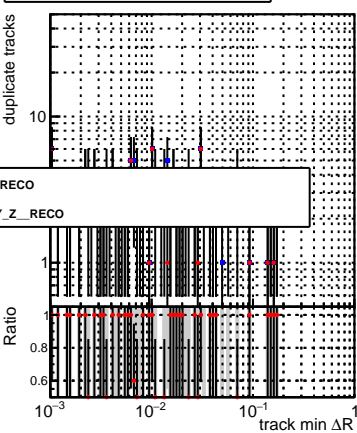 duplicate tracks
10
RECO
Z__RECO
1
Ratio
1
0.8
0.6
10⁻³ 10⁻² 10⁻¹ 1
track min ΔR